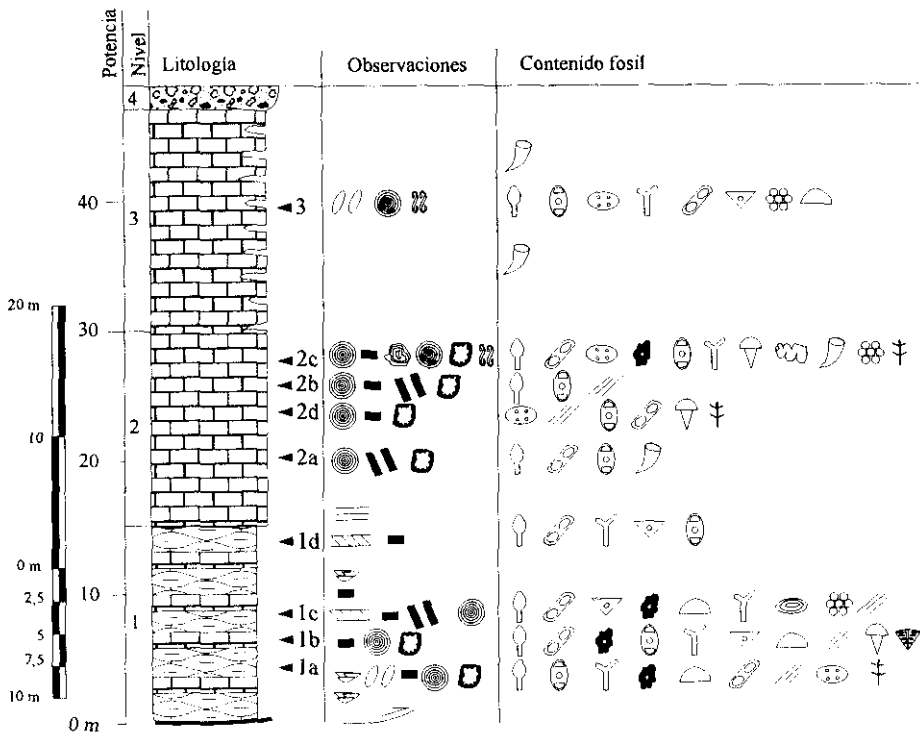 Potencia
Nivel
Litología
Observaciones
Contenido fosil
4
40
3
3
20 m
30
2c
2b
2d
10
2
20
2a
1d
0 m
2,5
10
1c
1
5
1b
7,5
1a
10 m
0 m